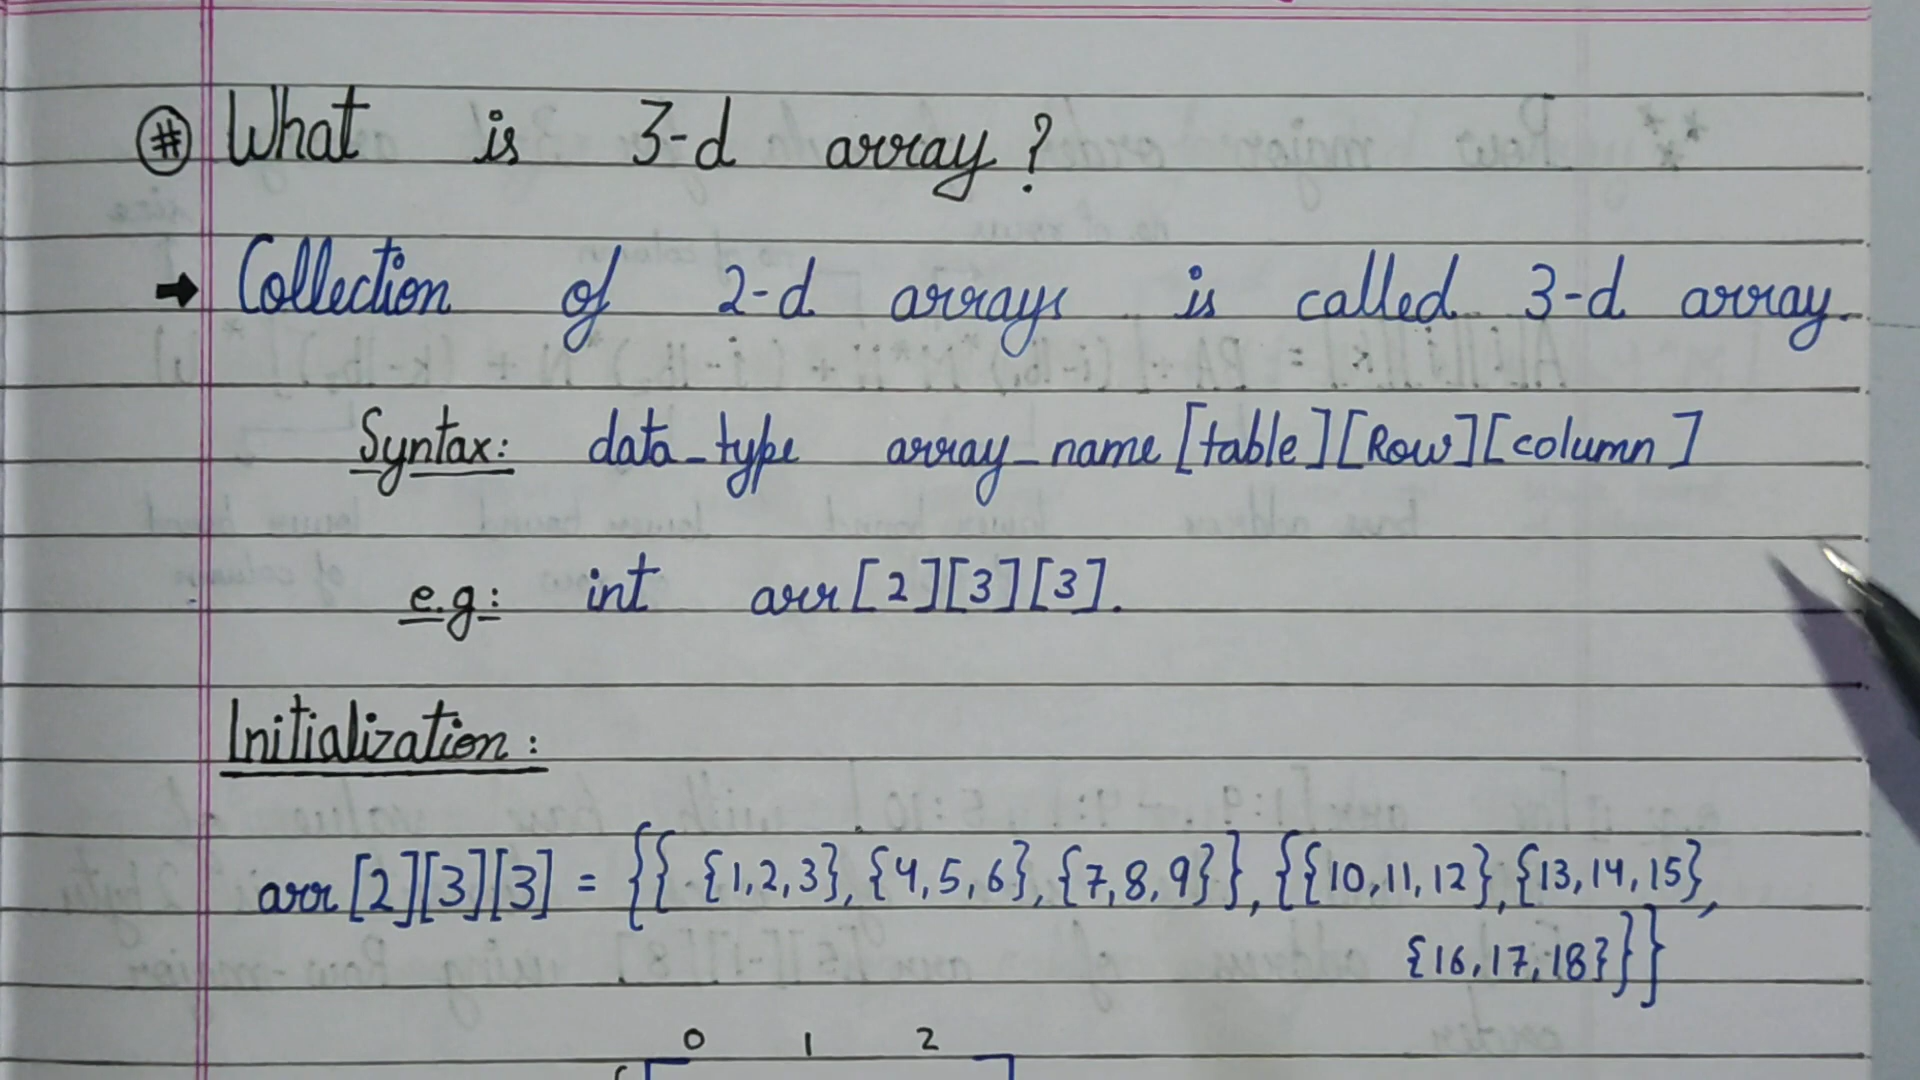 # What is 3-d array?
→ Collection of 2-d arrays is called 3-d array.
Syntax: data_type array_name[table][Row][column]
e.g: int arr[2][3][3].
Initialization:
arr[2][3][3] = {{ {1,2,3}, {4,5,6}, {7,8,9}}, {{10,11,12}, {13,14,15},
{16,17,18}}}
0 1 2